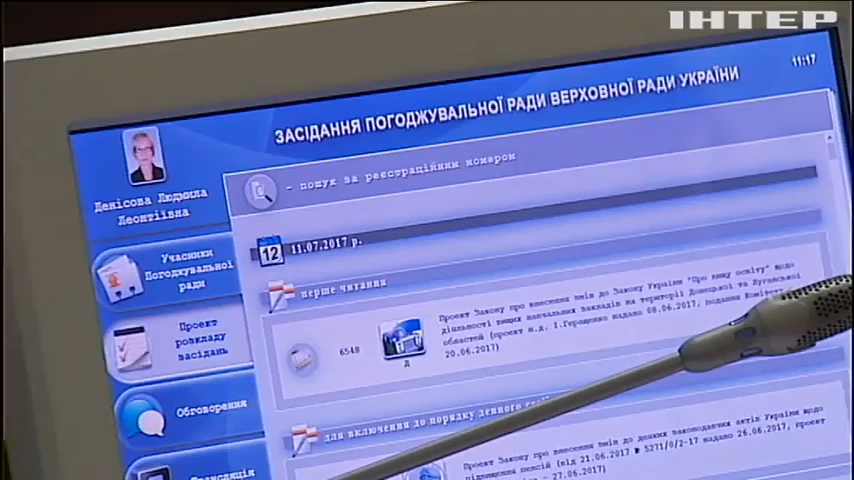 ІНТЕР
11:17
ЗАСІДАННЯ ПОГОДЖУВАЛЬНОЇ РАДИ ВЕРХОВНОЇ РАДИ УКРАЇНИ
Денісова Людмила
Леонтіївна
- пошук за реєстраційним номером
11.07.2017 р.
12
Учасники
Погоджувальної
ради
перше читання
Проект Закону про внесення змін до Закону України "Про вищу освіту" щодо
діяльності вищих навчальних закладів на території Донецької та Луганської
областей (проект н.д. І.Геращенко надано 08.06.2017, подання Комітету
20.06.2017)
6548
Д
Проект
розкладу
засідань
Обговорення
для включення до порядку денного
Проект Закону про внесення змін до деяких законодавчих актів України щодо
підвищення пенсій (від 21.06.2017 № 5271/0/2-17 надано 26.06.2017, проект
- 27.06.2017)
Трансляція